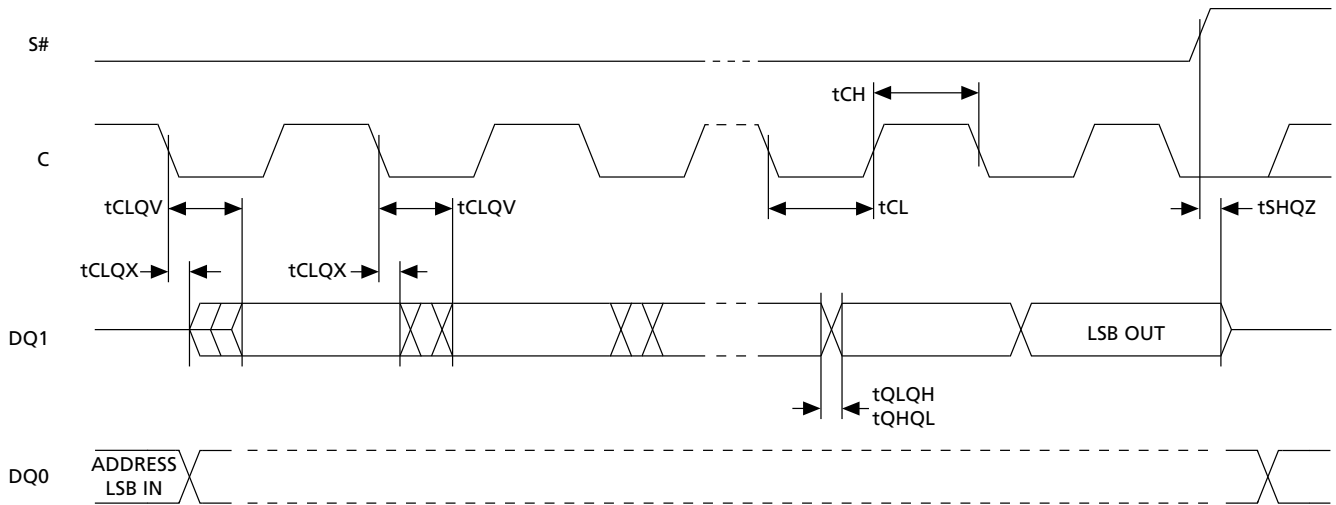 S#
tCH
C
tCLQV
tCLQV
tCL
tSHQZ
tCLQX
tCLQX
DQ1
LSB OUT
tQLQH
tQHQL
DQ0
ADDRESS
LSB IN